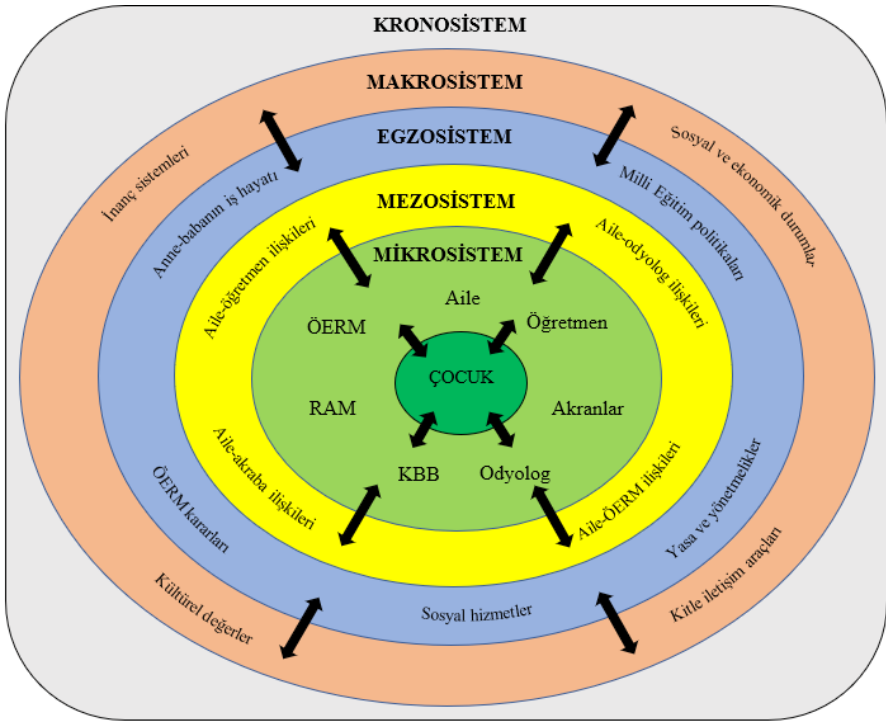 KRONOSİSTEM
MAKROSİSTEM
EGZOSİSTEM
MEZOSİSTEM
MİKROSİSTEM
İnanç sistemleri
Sosyal ve ekonomik durumlar
Anne-babanın iş hayatı
Milli Eğitim politikaları
Aile-öğretmen ilişkileri
Aile-odyolog ilişkileri
Aile
ÖERM
Öğretmen
ÇOCUK
RAM
Akranlar
KBB
Odyolog
Aile-akraba ilişkileri
Aile-ÖERM ilişkileri
ÖERM kararları
Yasa ve yönetmelikler
Sosyal hizmetler
Kültürel değerler
Kitle iletişim araçları